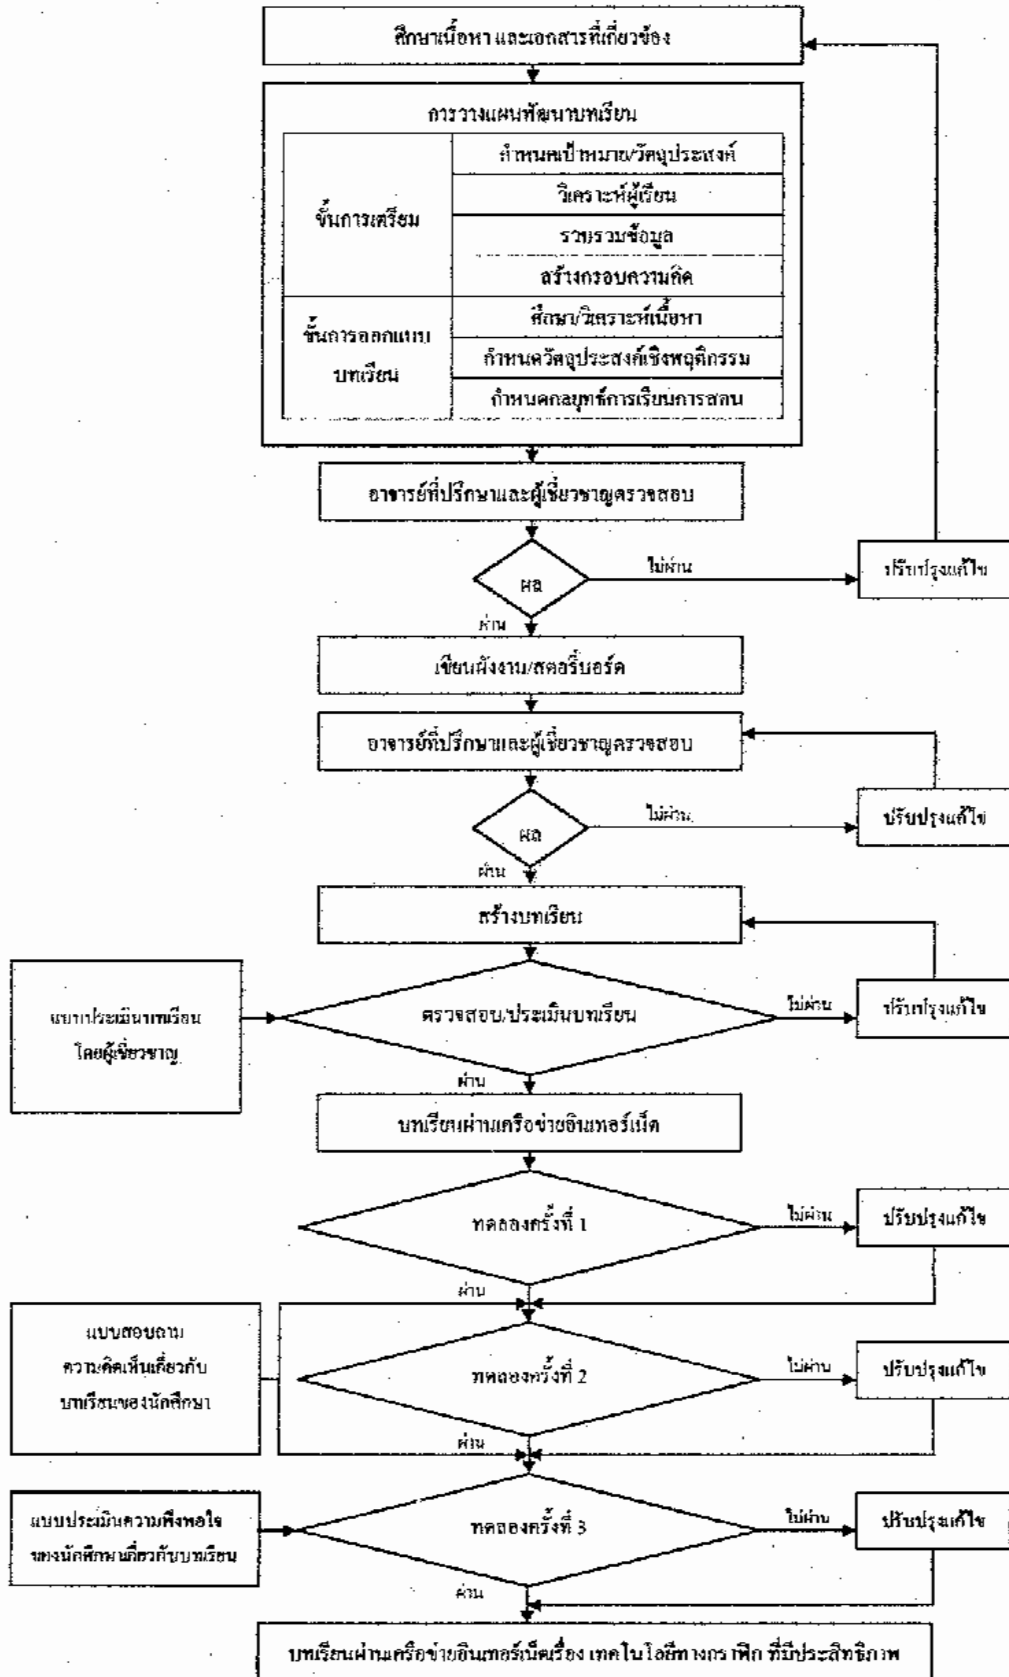 ศึกษาเนื้อหา และเอกสารที่เกี่ยวข้อง
การวางแผนพัฒนาบทเรียน
ขั้นการเตรียม
กำหนดเป้าหมาย/วัตถุประสงค์
วิเคราะห์ผู้เรียน
รวบรวมข้อมูล
สร้างกรอบความคิด
ขั้นการออกแบบ
บทเรียน
ศึกษา/วิเคราะห์เนื้อหา
กำหนดวัตถุประสงค์เชิงพฤติกรรม
กำหนดกลยุทธ์การเรียนการสอน
อาจารย์ที่ปรึกษาและผู้เชี่ยวชาญตรวจสอบ
ผล
ไม่ผ่าน
ปรับปรุงแก้ไข
ผ่าน
เขียนผังงาน/สตอรี่บอร์ด
อาจารย์ที่ปรึกษาและผู้เชี่ยวชาญตรวจสอบ
ผล
ไม่ผ่าน
ปรับปรุงแก้ไข
ผ่าน
สร้างบทเรียน
แบบประเมินบทเรียน
โดยผู้เชี่ยวชาญ
ตรวจสอบ/ประเมินบทเรียน
ไม่ผ่าน
ปรับปรุงแก้ไข
ผ่าน
บทเรียนผ่านเครือข่ายอินเทอร์เน็ต
ทดลองครั้งที่ 1
ไม่ผ่าน
ปรับปรุงแก้ไข
ผ่าน
แบบสอบถาม
ความคิดเห็นเกี่ยวกับ
บทเรียนของนักศึกษา
ทดลองครั้งที่ 2
ไม่ผ่าน
ปรับปรุงแก้ไข
ผ่าน
แบบประเมินความพึงพอใจ
ของนักศึกษาเกี่ยวกับบทเรียน
ทดลองครั้งที่ 3
ไม่ผ่าน
ปรับปรุงแก้ไข
ผ่าน
บทเรียนผ่านเครือข่ายอินเทอร์เน็ตเรื่อง เทคโนโลยีทางกราฟิก ที่มีประสิทธิภาพ